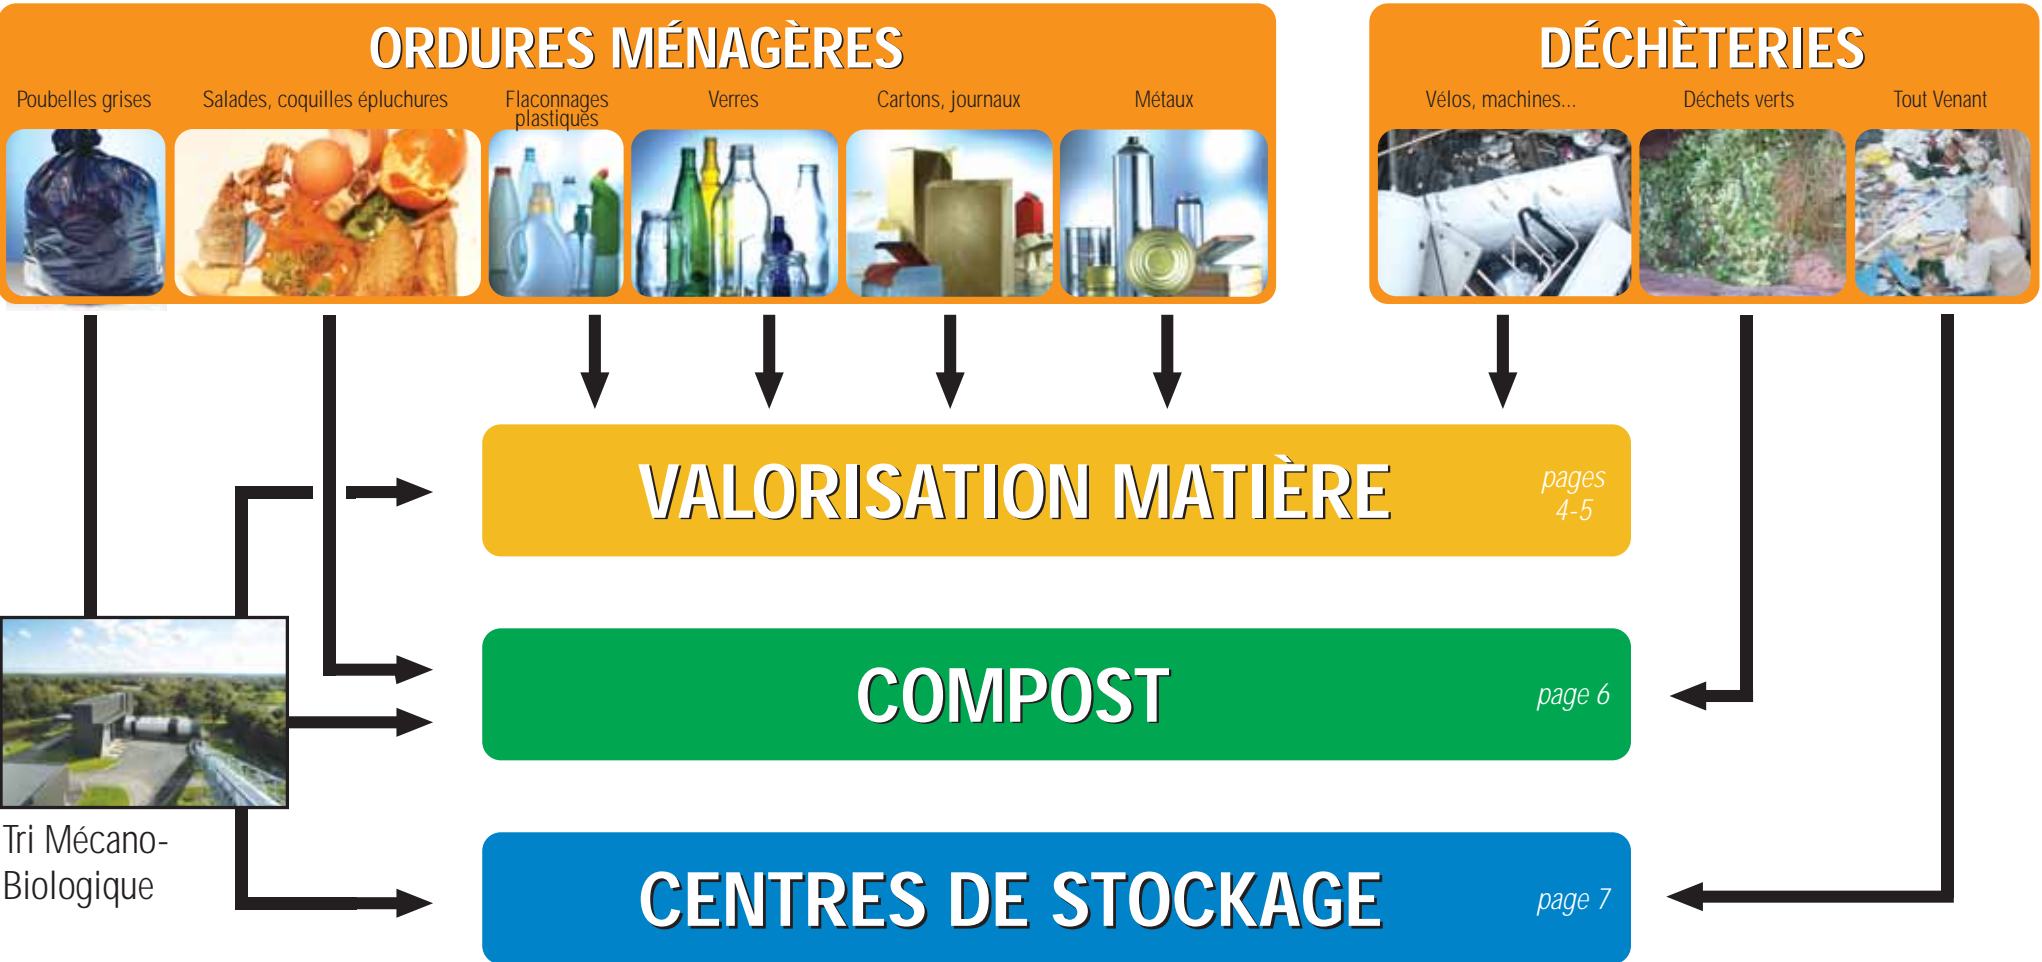 ORDURES MÉNAGÈRES
Poubelles grises
Salades, coquilles épluchures
Flaconnages
plastiques
Verres
Cartons, journaux
Métaux
DÉCHÈTERIES
Vélos, machines...
Déchets verts
Tout Venant
VALORISATION MATIÈRE
pages
4-5
COMPOST
page 6
Tri Mécano-
Biologique
CENTRES DE STOCKAGE
page 7